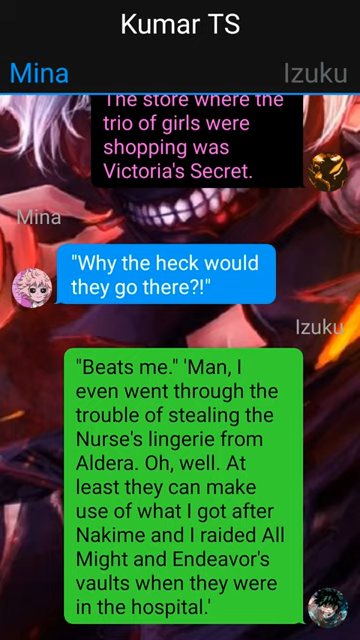 Kumar TS
Mina
Izuku
The store where the
trio of girls were
shopping was
Victoria's Secret.
Mina
"Why the heck would
they go there?!"
Izuku
"Beats me." 'Man, I
even went through the
trouble of stealing the
Nurse's lingerie from
Aldera. Oh, well. At
least they can make
use of what I got after
Nakime and I raided All
Might and Endeavor's
vaults when they were
in the hospital.'